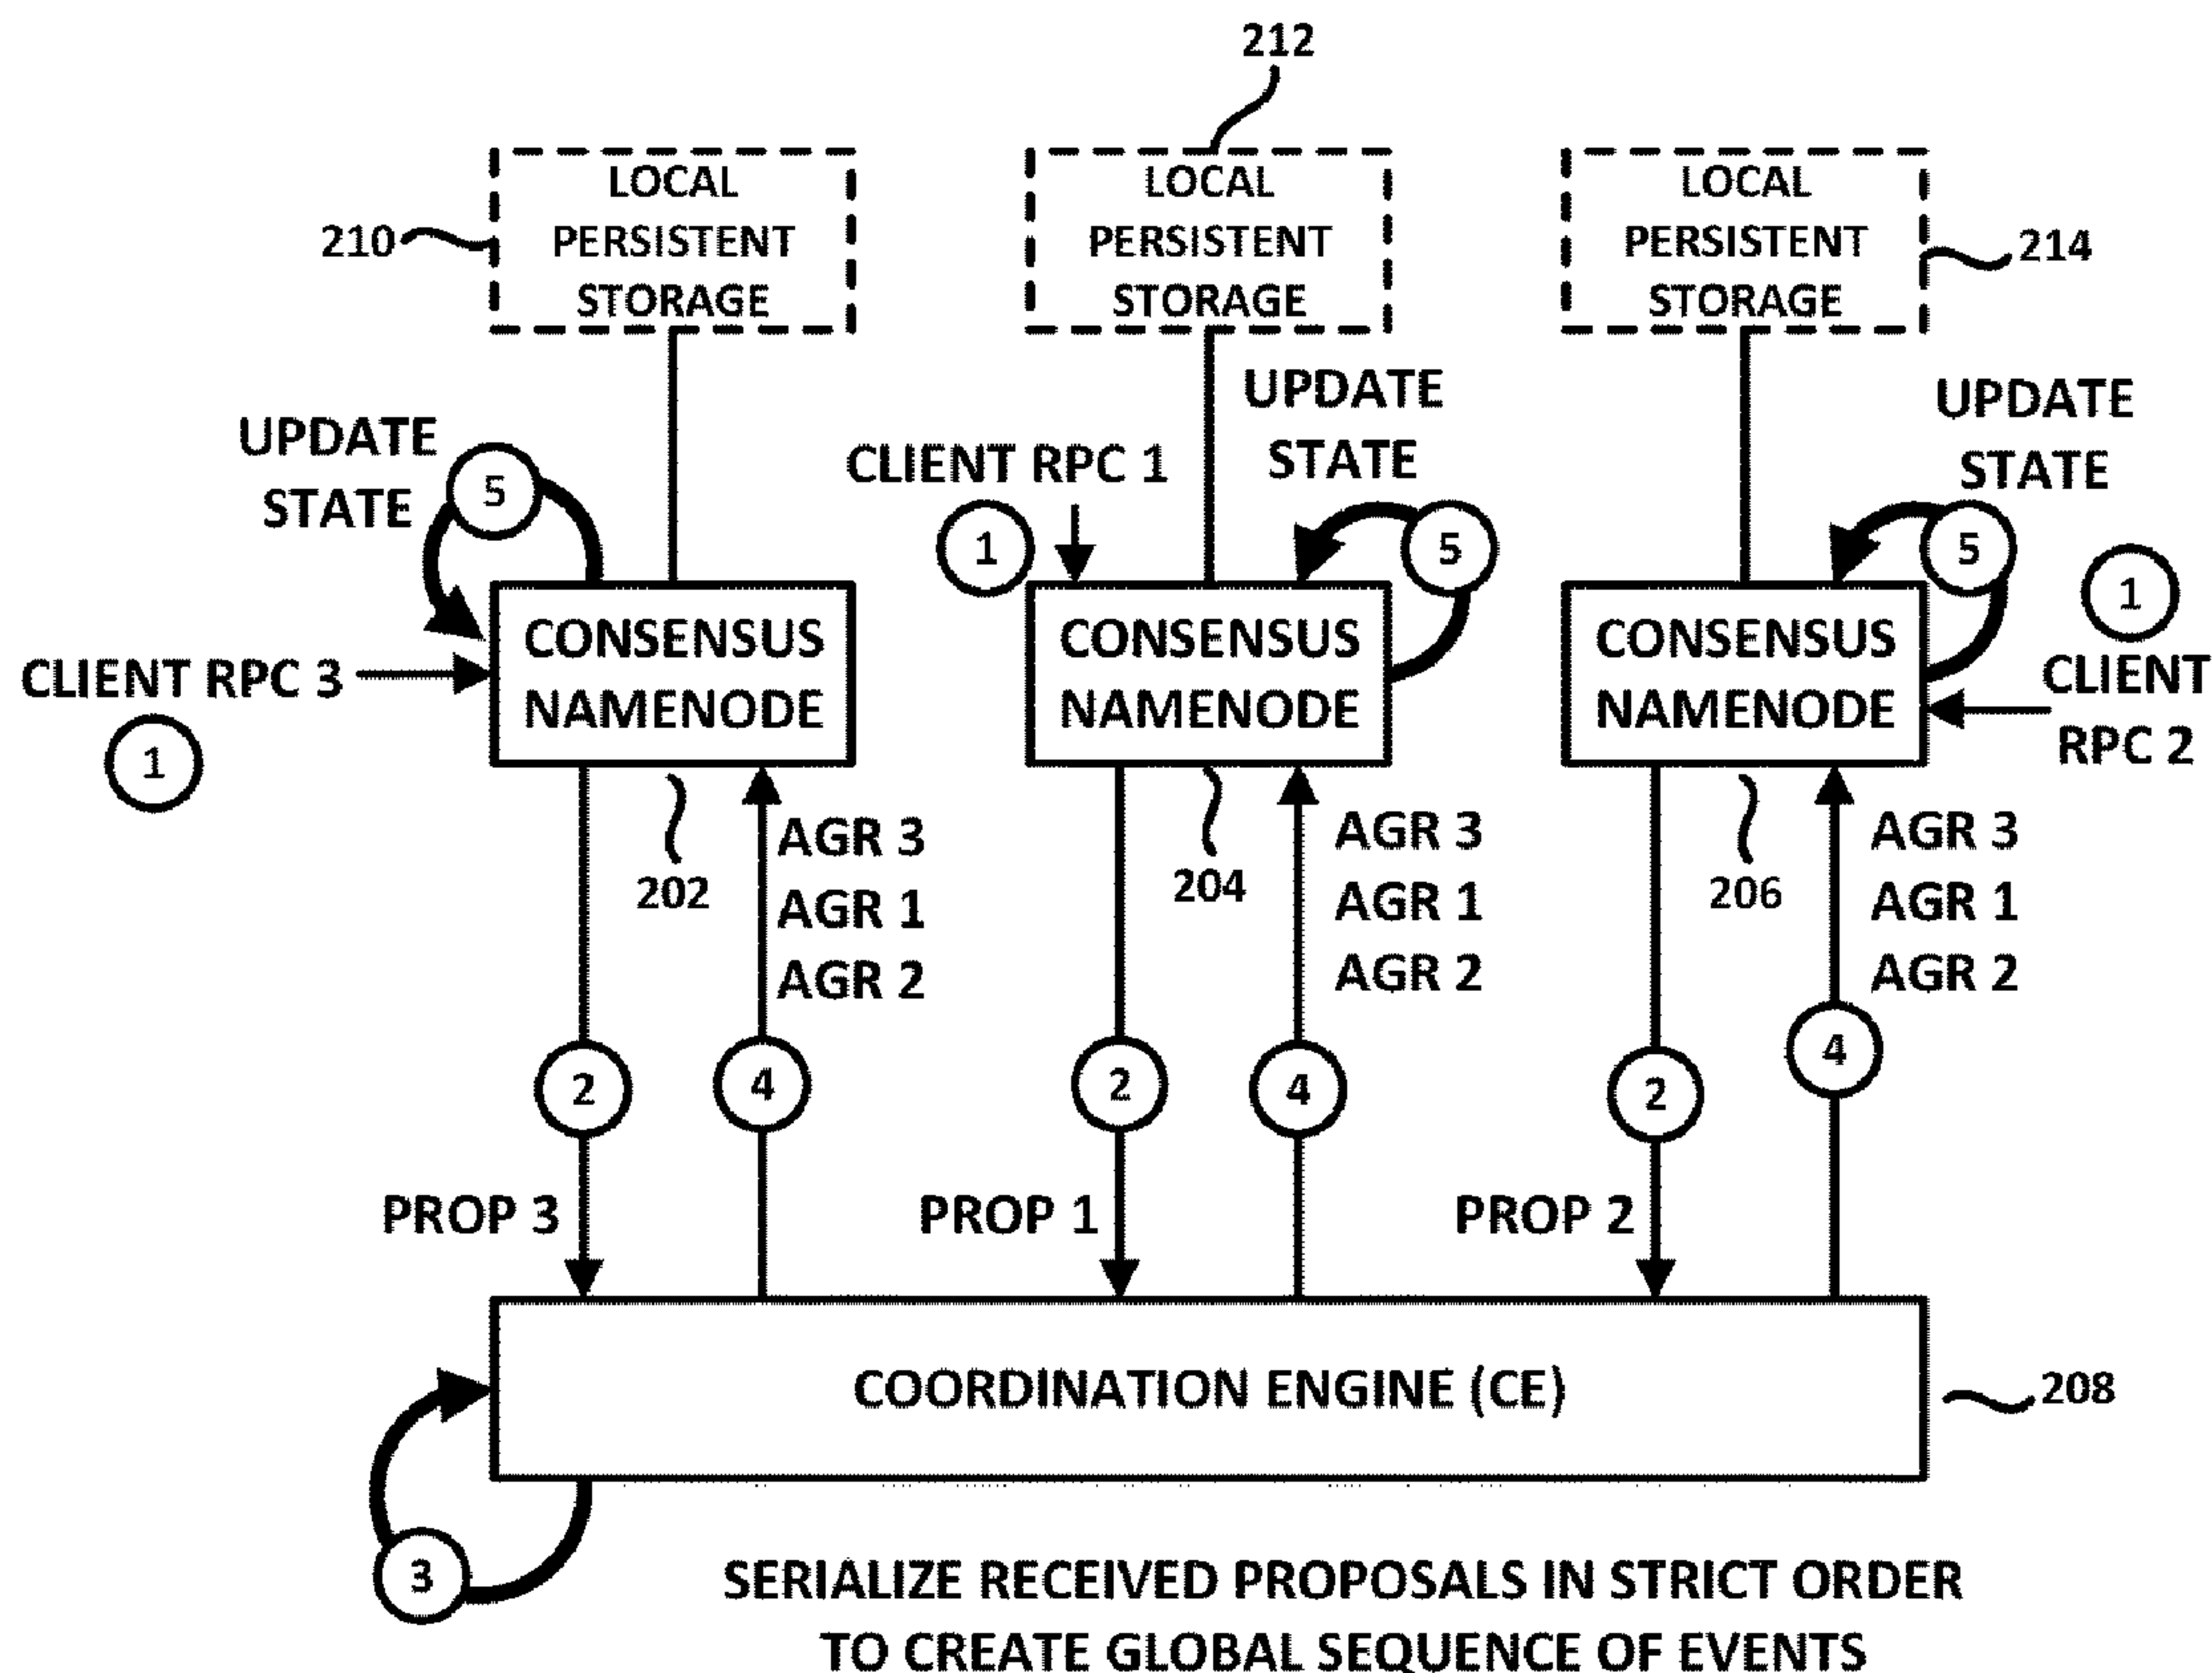 212
LOCAL
PERSISTENT
STORAGE
210
LOCAL
PERSISTENT
STORAGE
LOCAL
PERSISTENT
STORAGE
214
UPDATE
STATE
5
CLIENT RPC 1
1
UPDATE
STATE
5
UPDATE
STATE
5
1
CLIENT RPC 3
1
CONSENSUS
NAMENODE
CONSENSUS
NAMENODE
CONSENSUS
NAMENODE
CLIENT
RPC 2
202
AGR 3
AGR 1
AGR 2
204
AGR 3
AGR 1
AGR 2
206
AGR 3
AGR 1
AGR 2
2
4
2
4
2
4
PROP 3
PROP 1
PROP 2
COORDINATION ENGINE (CE)
208
3
SERIALIZE RECEIVED PROPOSALS IN STRICT ORDER
TO CREATE GLOBAL SEQUENCE OF EVENTS